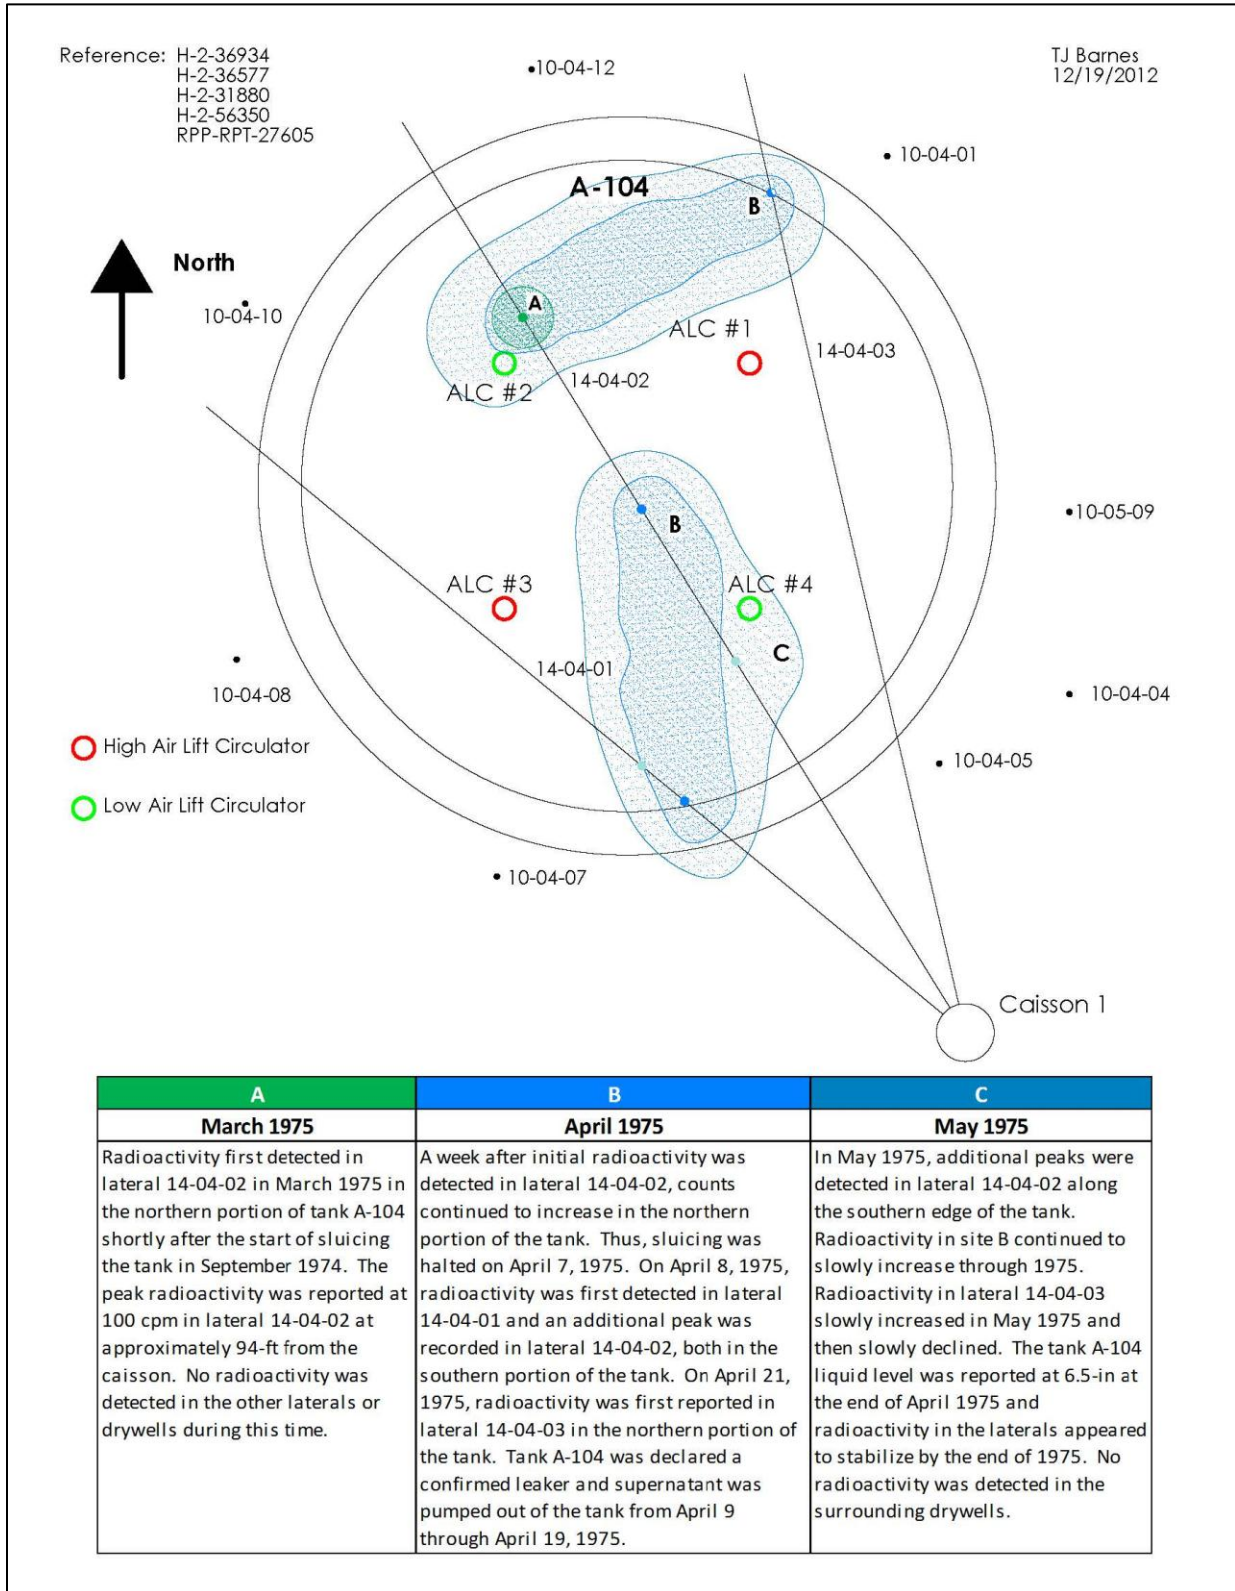 Reference: H-2-36934
H-2-36577
H-2-31880
H-2-56350
RPP-RPT-27605
TJ Barnes
12/19/2012
10-04-12
10-04-01
A-104
B
North
10-04-10
A
ALC #1
14-04-03
14-04-02
ALC #2
10-05-09
B
ALC #3
ALC #4
C
14-04-01
10-04-08
10-04-04
High Air Lift Circulator
10-04-05
Low Air Lift Circulator
10-04-07
Caisson 1
A
March 1975
Radioactivity first detected in
lateral 14-04-02 in March 1975 in
the northern portion of tank A-104
shortly after the start of sluicing
the tank in September 1974. The
peak radioactivity was reported at
100 cpm in lateral 14-04-02 at
approximately 94-ft from the
caisson. No radioactivity was
detected in the other laterals or
drywells during this time.
B
April 1975
A week after initial radioactivity was
detected in lateral 14-04-02, counts
continued to increase in the northern
portion of the tank. Thus, sluicing was
halted on April 7, 1975. On April 8, 1975,
radioactivity was first detected in lateral
14-04-01 and an additional peak was
recorded in lateral 14-04-02, both in the
southern portion of the tank. On April 21,
1975, radioactivity was first reported in
lateral 14-04-03 in the northern portion of
the tank. Tank A-104 was declared a
confirmed leaker and supernatant was
pumped out of the tank from April 9
through April 19, 1975.
C
May 1975
In May 1975, additional peaks were
detected in lateral 14-04-02 along
the southern edge of the tank.
Radioactivity in site B continued to
slowly increase through 1975.
Radioactivity in lateral 14-04-03
slowly increased in May 1975 and
then slowly declined. The tank A-104
liquid level was reported at 6.5-in at
the end of April 1975 and
radioactivity in the laterals appeared
to stabilize by the end of 1975. No
radioactivity was detected in the
surrounding drywells.